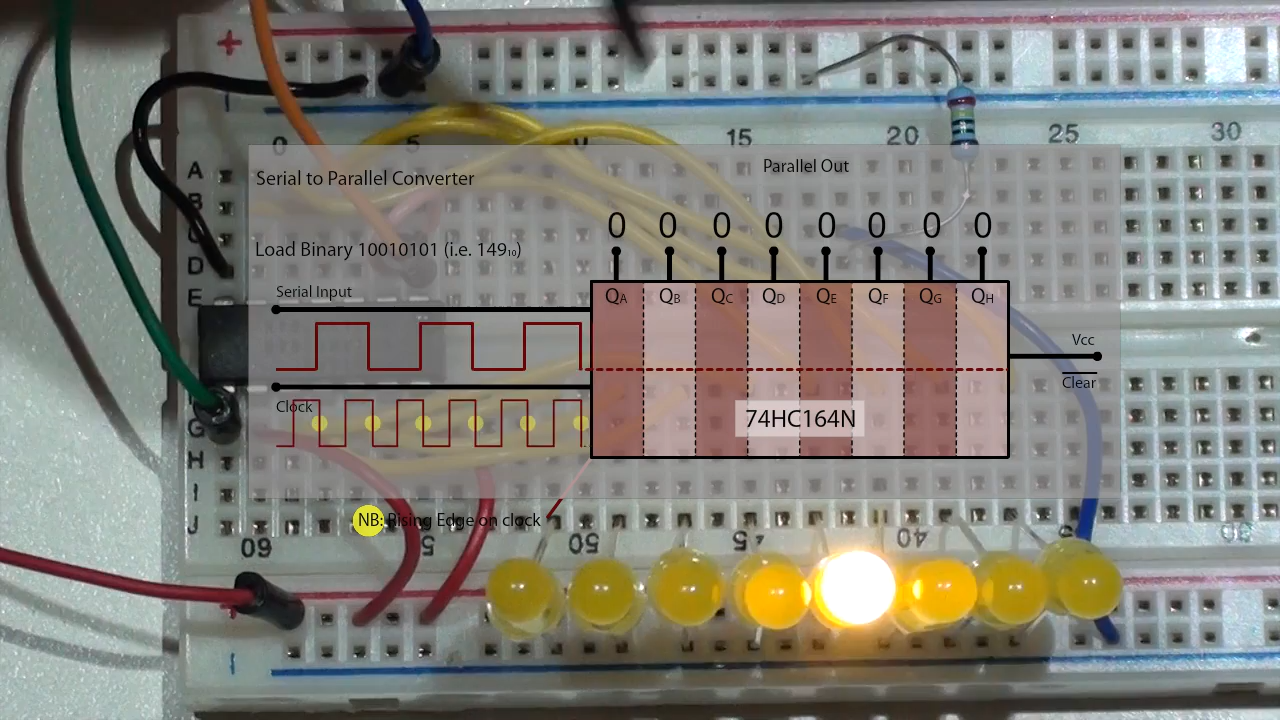 +
0 5 0 15 20 25 30
Serial to Parallel Converter
Parallel Out
A
B
C
D
E
G
H
I
J
0 0 0 0 0 0 0 0
Load Binary 10010101 (i.e. 149₁₀)
Serial Input
QA QB QC QD QE QF QG QH
Vcc
Clear
Clock
74HC164N
NB: Rising Edge on clock
60 5 50 45 40
+